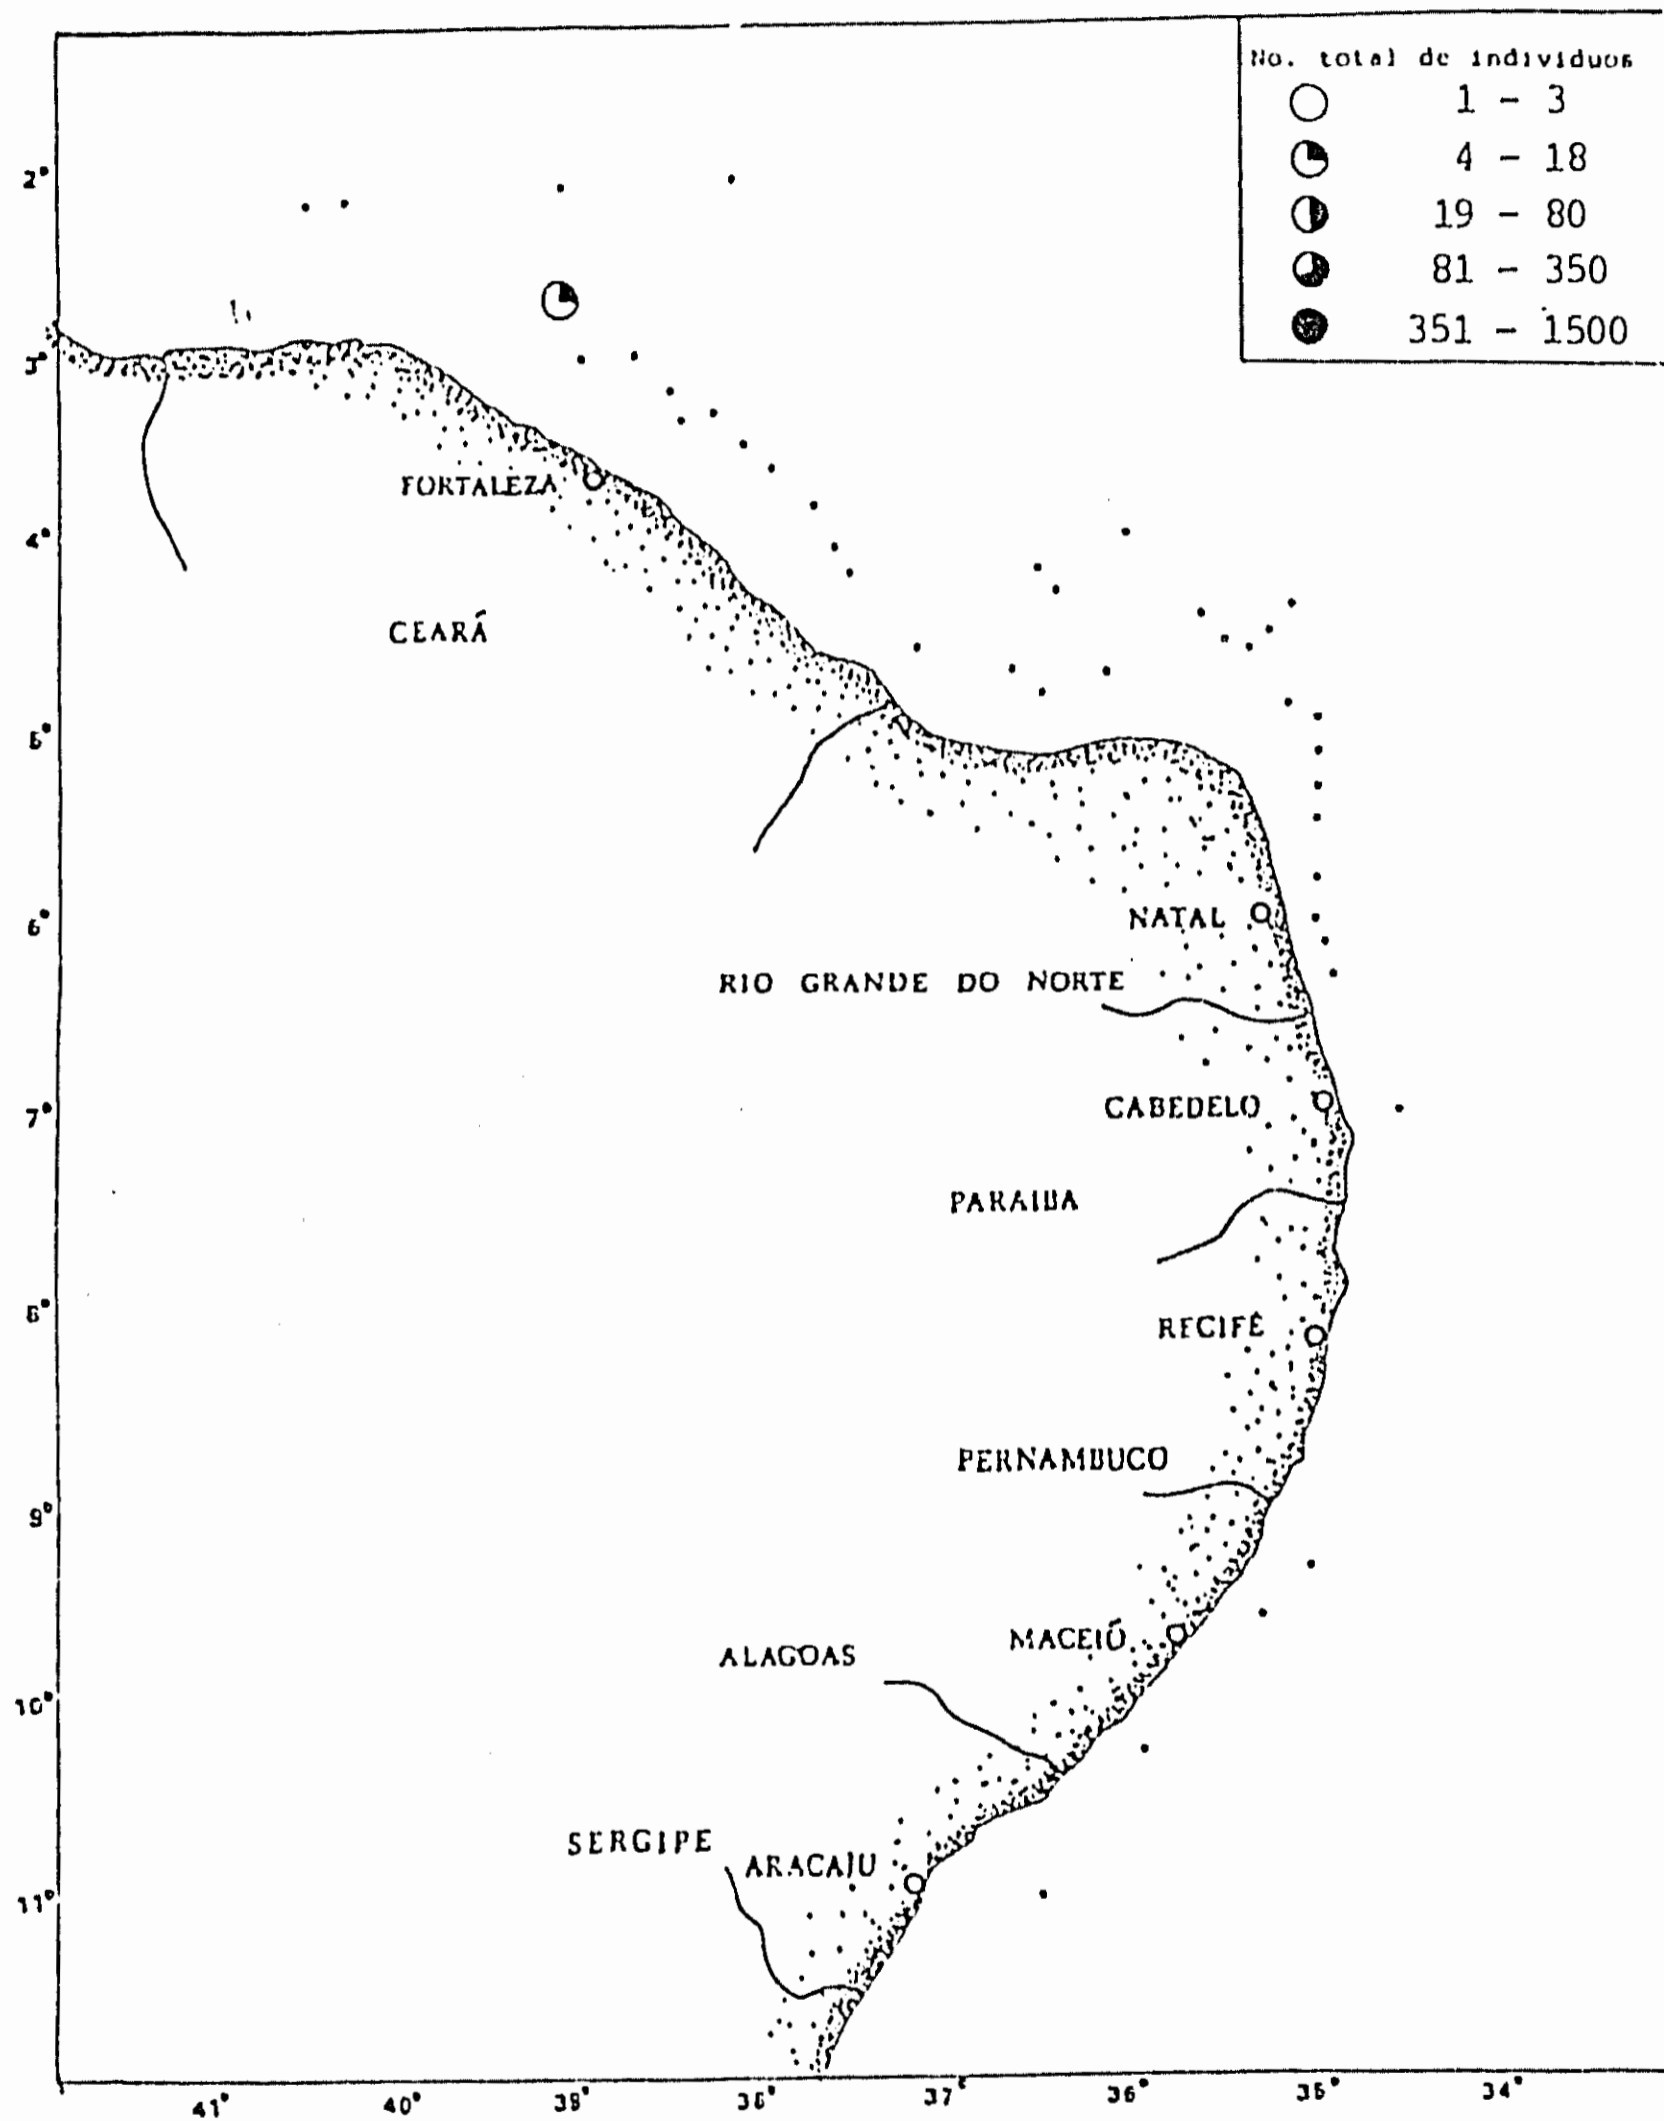 No. total de individuos
1 - 3
4 - 18
19 - 80
81 - 350
351 - 1500
2°
3°
4°
5°
6°
7°
8°
9°
10°
11°
FORTALEZA
CEARÁ
NATAL
RIO GRANDE DO NORTE
CABEDELO
PARAIBA
RECIFE
PERNAMBUCO
MACEIÓ
ALAGOAS
SERGIPE
ARACAJU
41° 40° 39° 38° 37° 36° 35° 34°